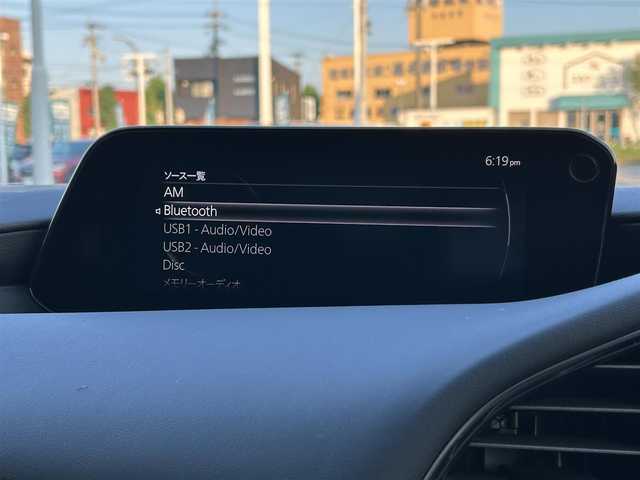 6:19pm
ソース一覧
AM
Bluetooth
USB1 - Audio/Video
USB2 - Audio/Video
Disc
メモリーオーディオ